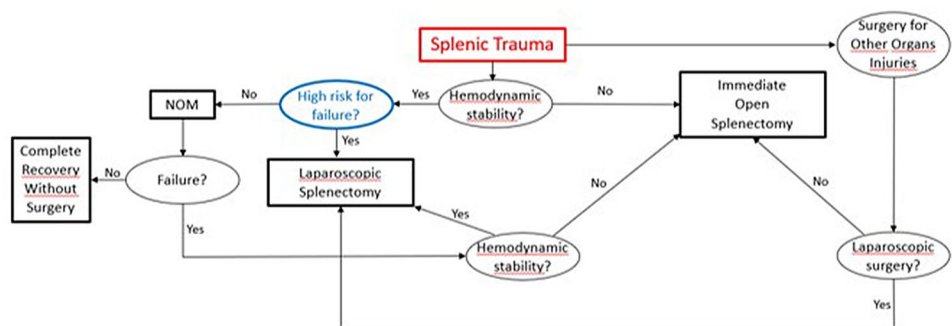 Splenic Trauma
Surgery for
Other Organs
Injuries
Hemodynamic
stability?
Yes
No
High risk for
failure?
No
Yes
NOM
Immediate
Open
Splenectomy
Complete
Recovery
Without
Surgery
No
Failure?
Yes
Laparoscopic
Splenectomy
Yes
No
Hemodynamic
stability?
No
Laparoscopic
surgery?
Yes